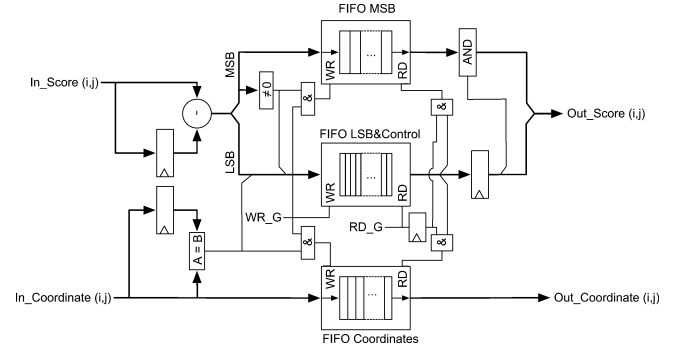 FIFO MSB
MSB
WR
RD
AND
In_Score (i,j)
≠0
&
&
-
Out_Score (i,j)
FIFO LSB&Control
LSB
WR
RD
WR_G
RD_G
A = B
&
&
In_Coordinate (i,j)
WR
RD
Out_Coordinate (i,j)
FIFO Coordinates